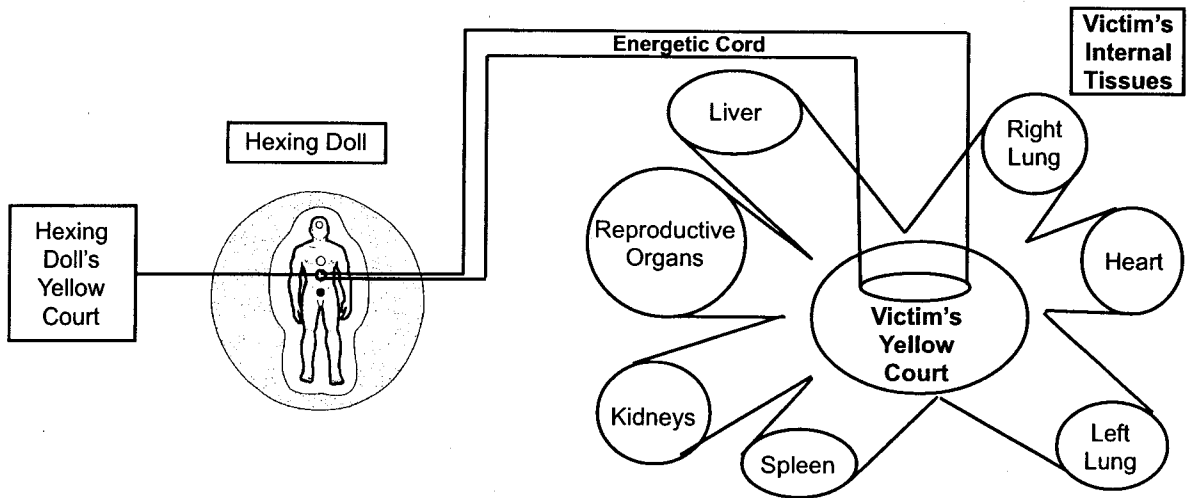 Energetic Cord
Victim's
Internal
Tissues
Hexing Doll
Liver
Right
Lung
Hexing
Doll's
Yellow
Court
Reproductive
Organs
Heart
Victim's
Yellow
Court
Kidneys
Spleen
Left
Lung